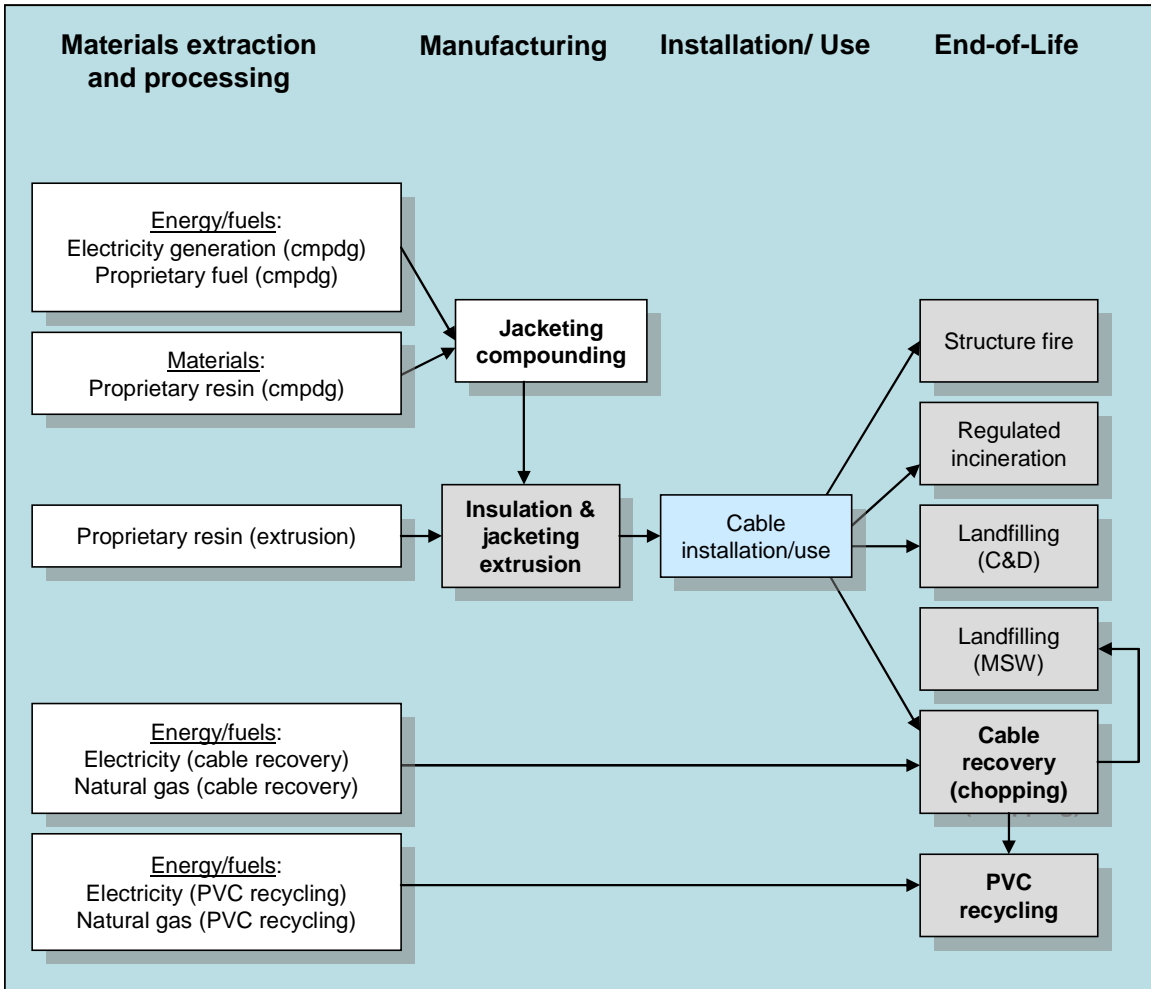 Materials extraction
and processing
Manufacturing
Installation/ Use
End-of-Life
Energy/fuels:
Electricity generation (cmpdg)
Proprietary fuel (cmpdg)
Materials:
Proprietary resin (cmpdg)
Jacketing
compounding
Structure fire
Regulated
incineration
Proprietary resin (extrusion)
Insulation &
jacketing
extrusion
Cable
installation/use
Landfilling
(C&D)
Landfilling
(MSW)
Energy/fuels:
Electricity (cable recovery)
Natural gas (cable recovery)
Cable
recovery
(chopping)
Energy/fuels:
Electricity (PVC recycling)
Natural gas (PVC recycling)
PVC
recycling